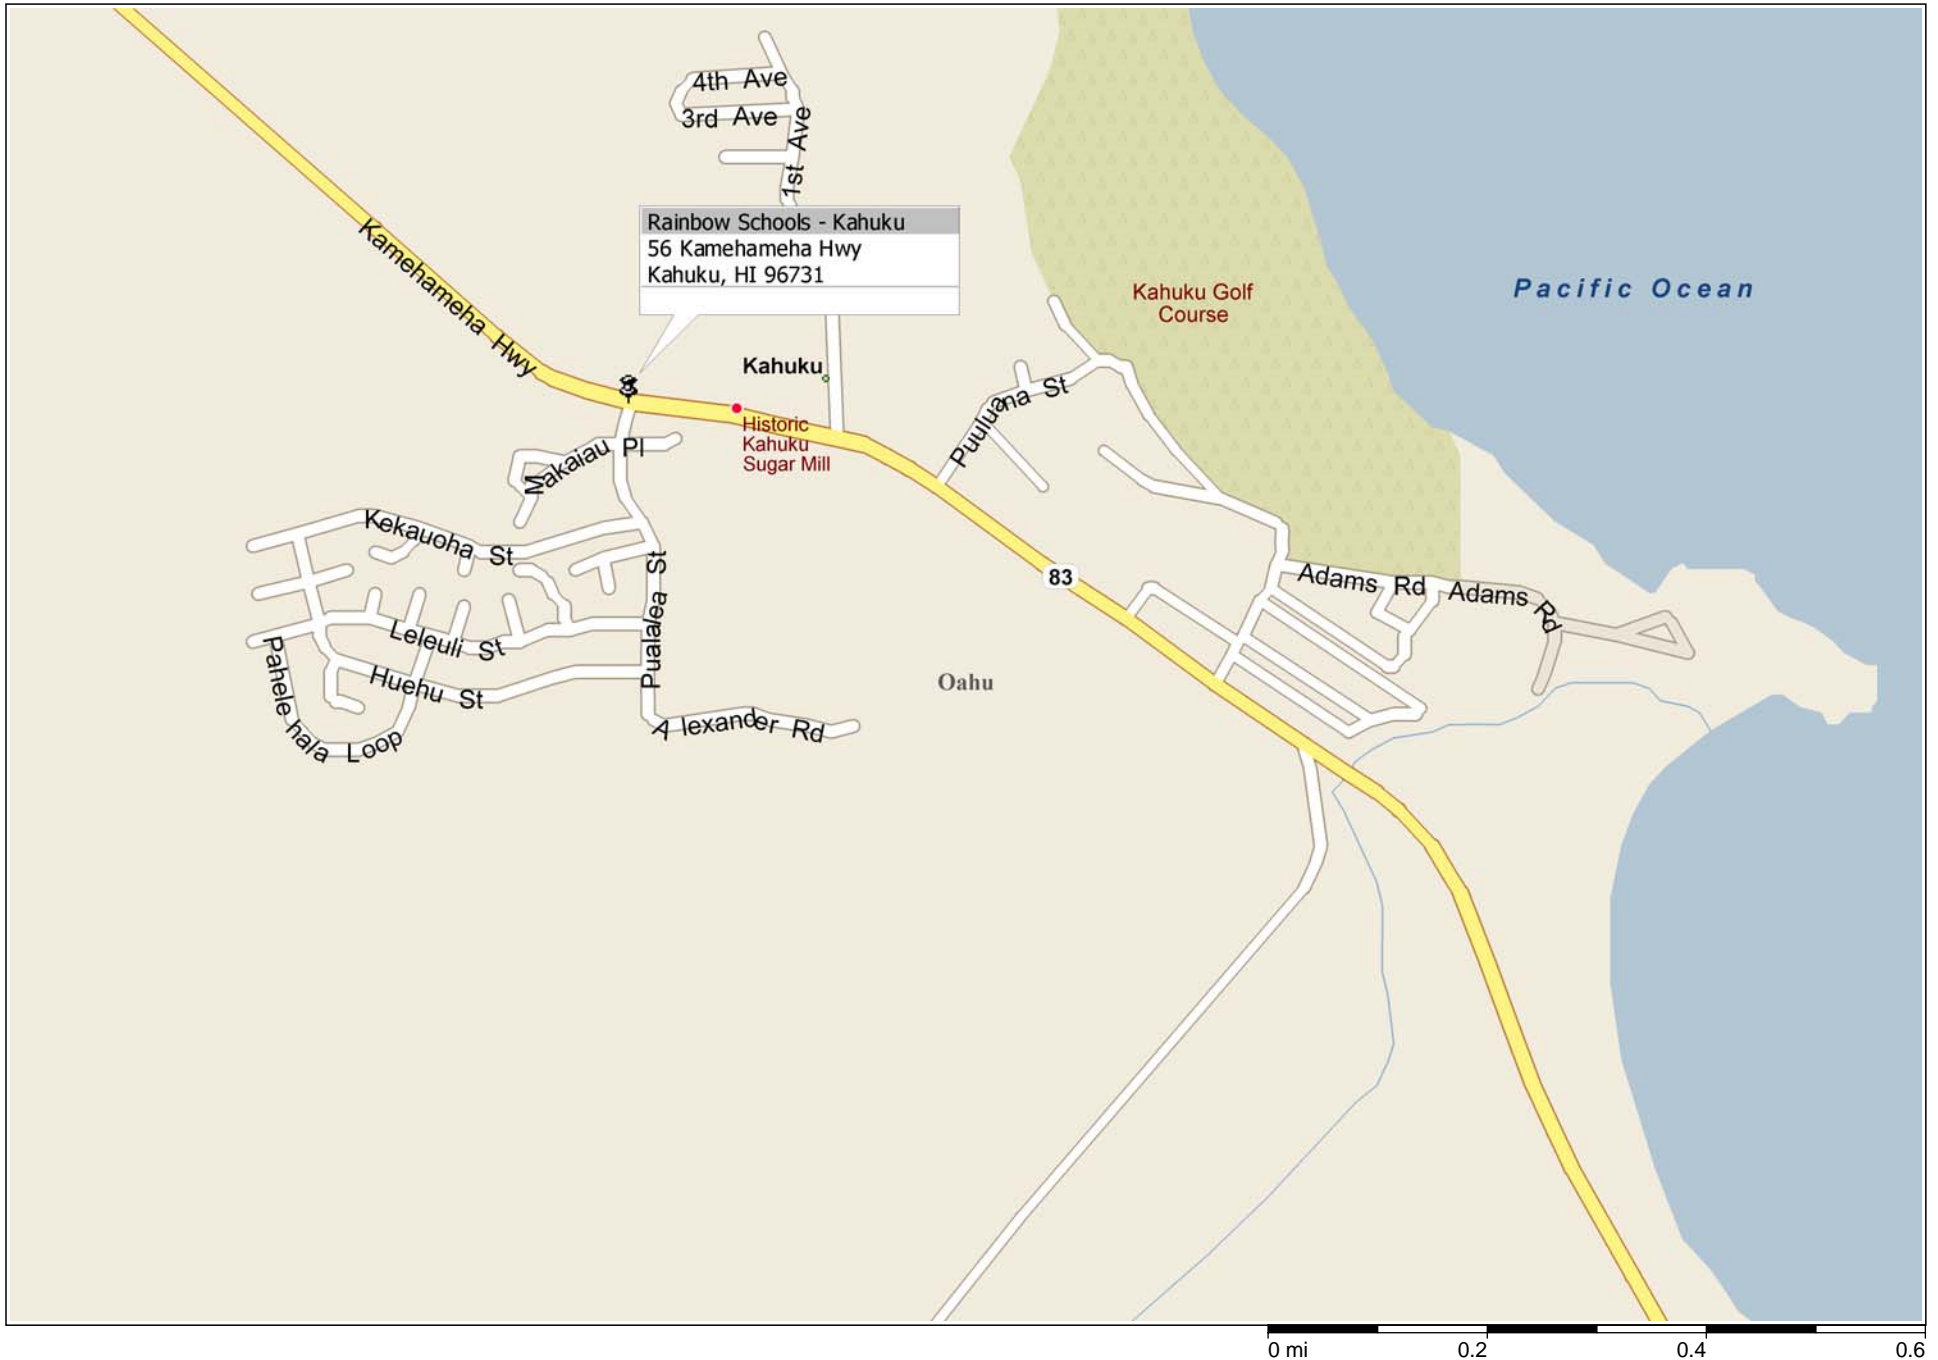 4th Ave
3rd Ave
1st Ave
Rainbow Schools - Kahuku
56 Kamehameha Hwy
Kahuku, HI 96731
Kamehameha Hwy
Kahuku Golf
Course
Pacific Ocean
Kahuku
Historic
Kahuku
Sugar Mill
Puuluana St
Makaiau Pl
Kekauoha St
83
Adams Rd
Adams Rd
Leleuli St
Pualalea St
Pahelehala Loop
Huehu St
Oahu
Alexander Rd
0 mi 0.2 0.4 0.6